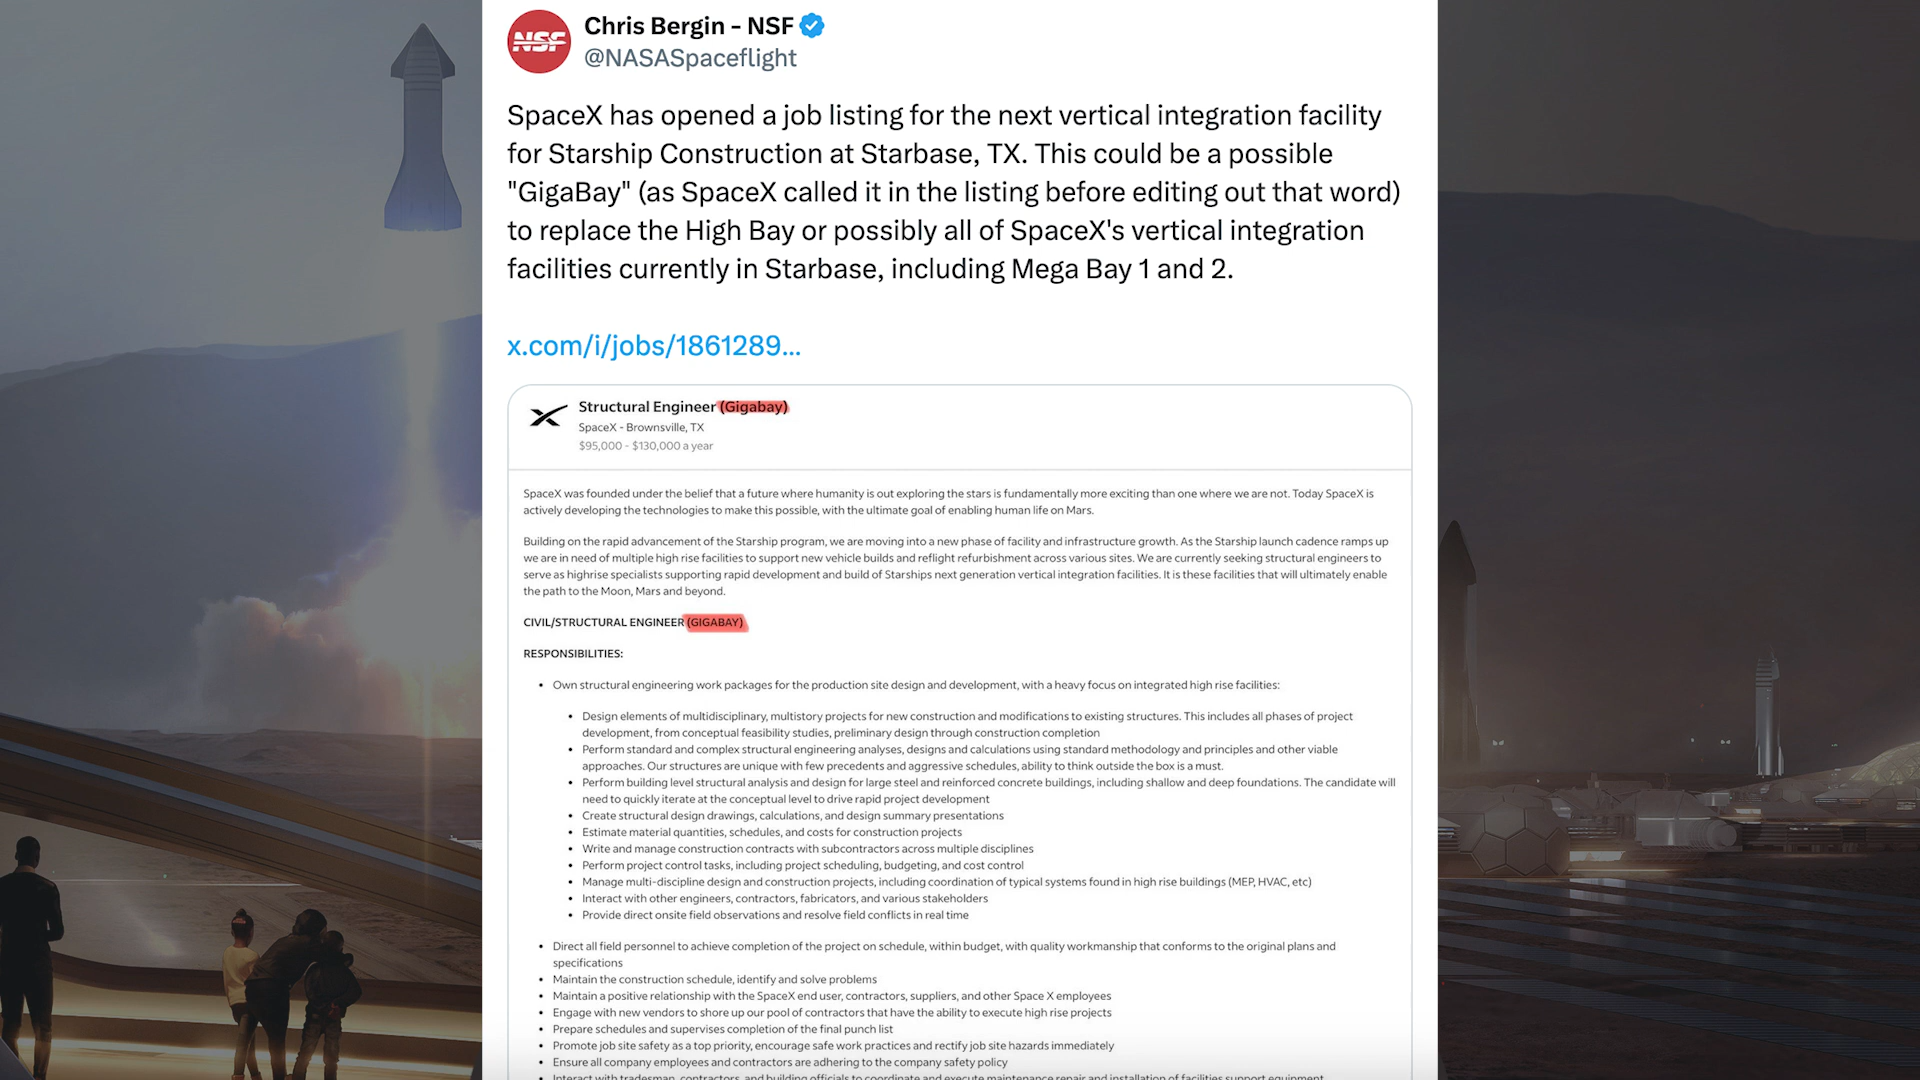 NSF
Chris Bergin - NSF
@NASASpaceflight
SpaceX has opened a job listing for the next vertical integration facility
for Starship Construction at Starbase, TX. This could be a possible
"GigaBay" (as SpaceX called it in the listing before editing out that word)
to replace the High Bay or possibly all of SpaceX's vertical integration
facilities currently in Starbase, including Mega Bay 1 and 2.
x.com/i/jobs/1861289...
Structural Engineer (Gigabay)
SpaceX - Brownsville, TX
$95,000 - $130,000 a year
SpaceX was founded under the belief that a future where humanity is out exploring the stars is fundamentally more exciting than one where we are not. Today SpaceX is
actively developing the technologies to make this possible, with the ultimate goal of enabling human life on Mars.
Building on the rapid advancement of the Starship program, we are moving into a new phase of facility and infrastructure growth. As the Starship launch cadence ramps up
we are in need of multiple high rise facilities to support new vehicle builds and reflight refurbishment across various sites. We are currently seeking structural engineers to
serve as highrise specialists supporting rapid development and build of Starships next generation vertical integration facilities. It is these facilities that will ultimately enable
the path to the Moon, Mars and beyond.
CIVIL/STRUCTURAL ENGINEER (GIGABAY)
RESPONSIBILITIES:
• Own structural engineering work packages for the production site design and development, with a heavy focus on integrated high rise facilities:
• Design elements of multidisciplinary, multistory projects for new construction and modifications to existing structures. This includes all phases of project
development, from conceptual feasibility studies, preliminary design through construction completion
• Perform standard and complex structural engineering analyses, designs and calculations using standard methodology and principles and other viable
approaches. Our structures are unique with few precedents and aggressive schedules, ability to think outside the box is a must.
• Perform building level structural analysis and design for large steel and reinforced concrete buildings, including shallow and deep foundations. The candidate will
need to quickly iterate at the conceptual level to drive rapid project development
• Create structural design drawings, calculations, and design summary presentations
• Estimate material quantities, schedules, and costs for construction projects
• Write and manage construction contracts with subcontractors across multiple disciplines
• Perform project control tasks, including project scheduling, budgeting, and cost control
• Manage multi-discipline design and construction projects, including coordination of typical systems found in high rise buildings (MEP, HVAC, etc)
• Interact with other engineers, contractors, fabricators, and various stakeholders
• Provide direct onsite field observations and resolve field conflicts in real time
• Direct all field personnel to achieve completion of the project on schedule, within budget, with quality workmanship that conforms to the original plans and
specifications
• Maintain the construction schedule, identify and solve problems
• Maintain a positive relationship with the SpaceX end user, contractors, suppliers, and other Space X employees
• Engage with new vendors to shore up our pool of contractors that have the ability to execute high rise projects
• Prepare schedules and supervises completion of the final punch list
• Promote job site safety as a top priority, encourage safe work practices and rectify job site hazards immediately
• Ensure all company employees and contractors are adhering to the company safety policy
• Interact with tradesman, contractors, and building officials to coordinate and execute maintenance repair and installation of facilities support equipment